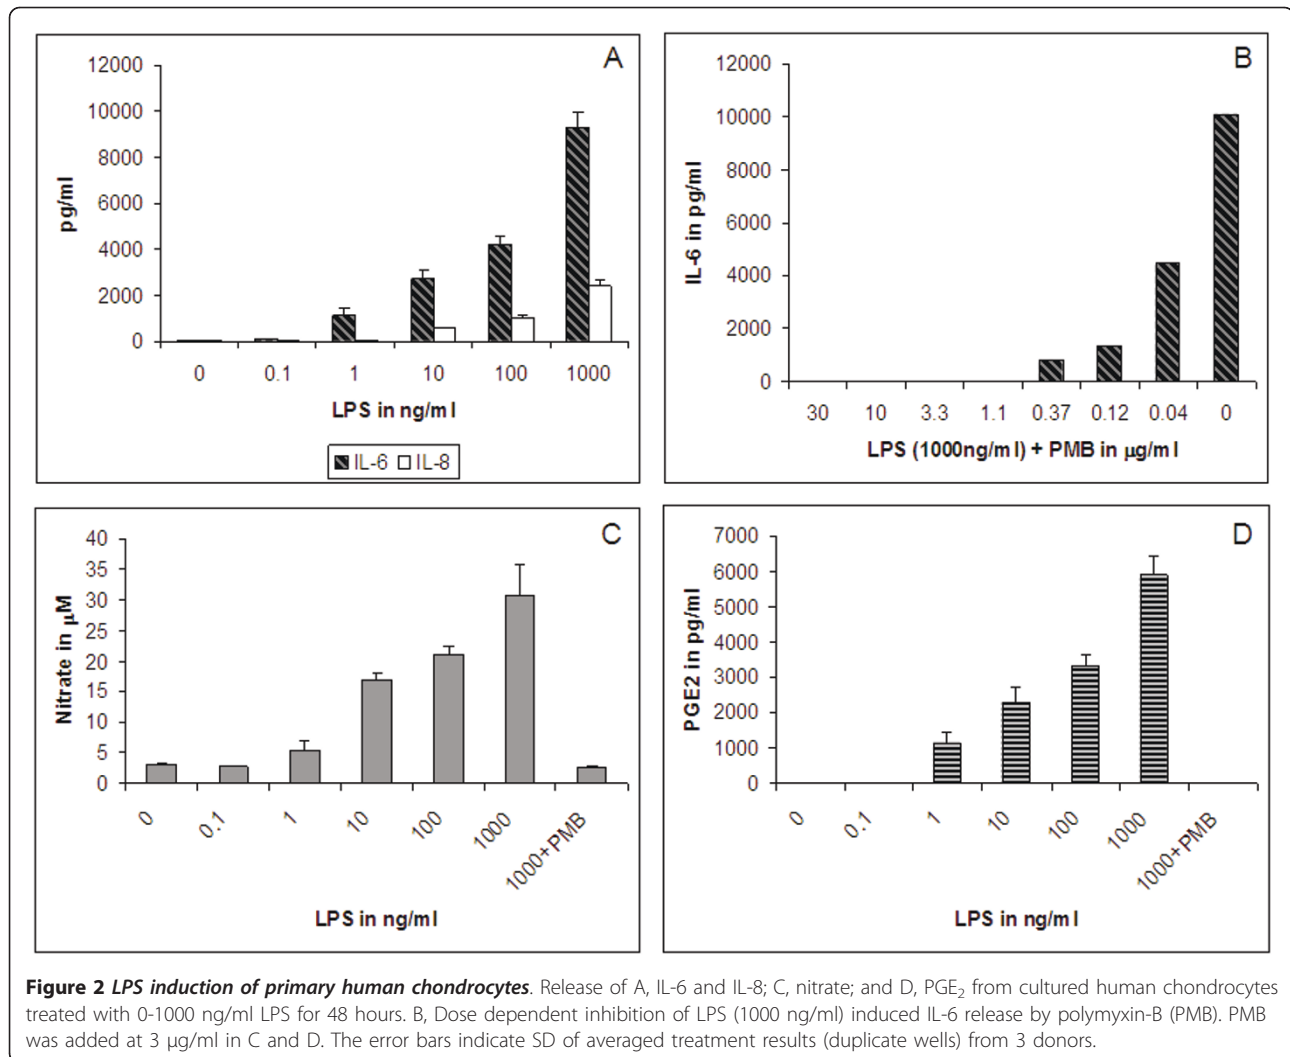 A
12000
10000
8000
6000
4000
2000
0
pg/ml
0 0.1 1 10 100 1000
LPS in ng/ml
IL-6 IL-8
B
12000
10000
8000
6000
4000
2000
0
IL-6 in pg/ml
30 10 3.3 1.1 0.37 0.12 0.04 0
LPS (1000ng/ml) + PMB in µg/ml
C
40
35
30
25
20
15
10
5
0
Nitrate in µM
0 0.1 1 10 100 1000 1000+PMB
LPS in ng/ml
D
7000
6000
5000
4000
3000
2000
1000
0
PGE2 in pg/ml
0 0.1 1 10 100 1000 1000+PMB
LPS in ng/ml
Figure 2 LPS induction of primary human chondrocytes. Release of A, IL-6 and IL-8; C, nitrate; and D, PGE₂ from cultured human chondrocytes
treated with 0-1000 ng/ml LPS for 48 hours. B, Dose dependent inhibition of LPS (1000 ng/ml) induced IL-6 release by polymyxin-B (PMB). PMB
was added at 3 µg/ml in C and D. The error bars indicate SD of averaged treatment results (duplicate wells) from 3 donors.